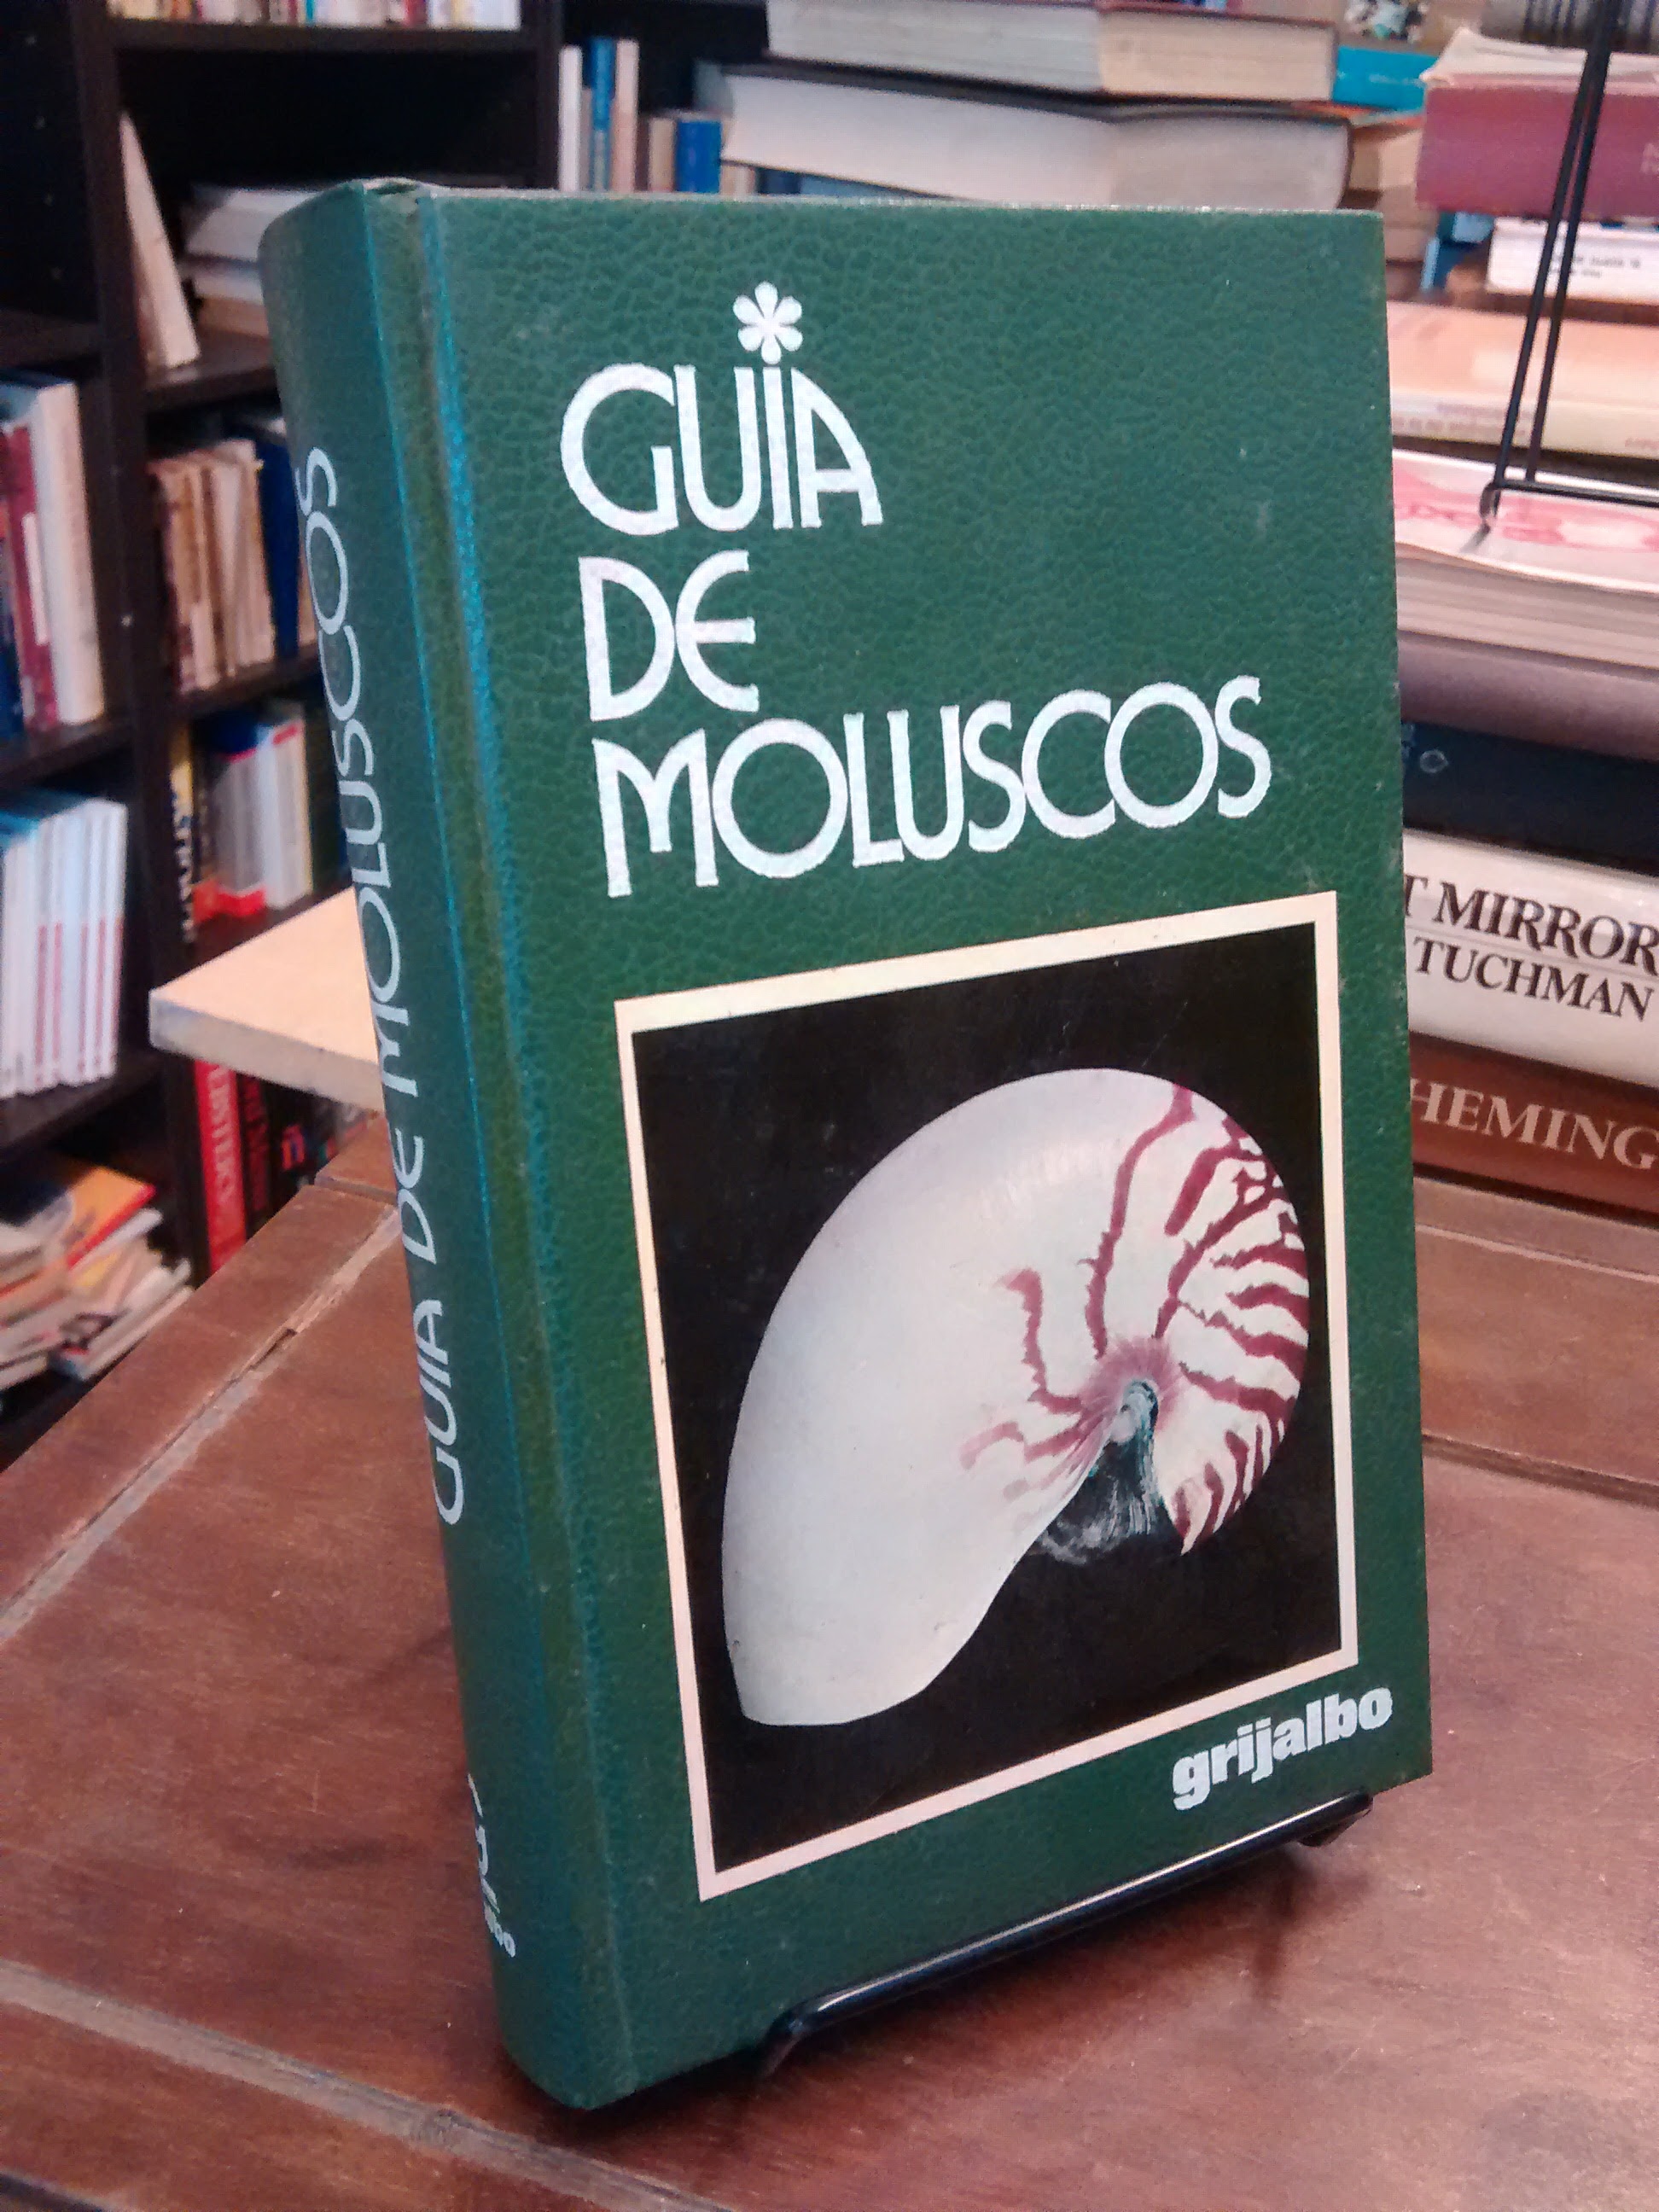 GUIA
DE
MOLUSCOS
grijalbo
GUIA DE MOLUSCOS
T MIRROR
TUCHMAN
HEMING